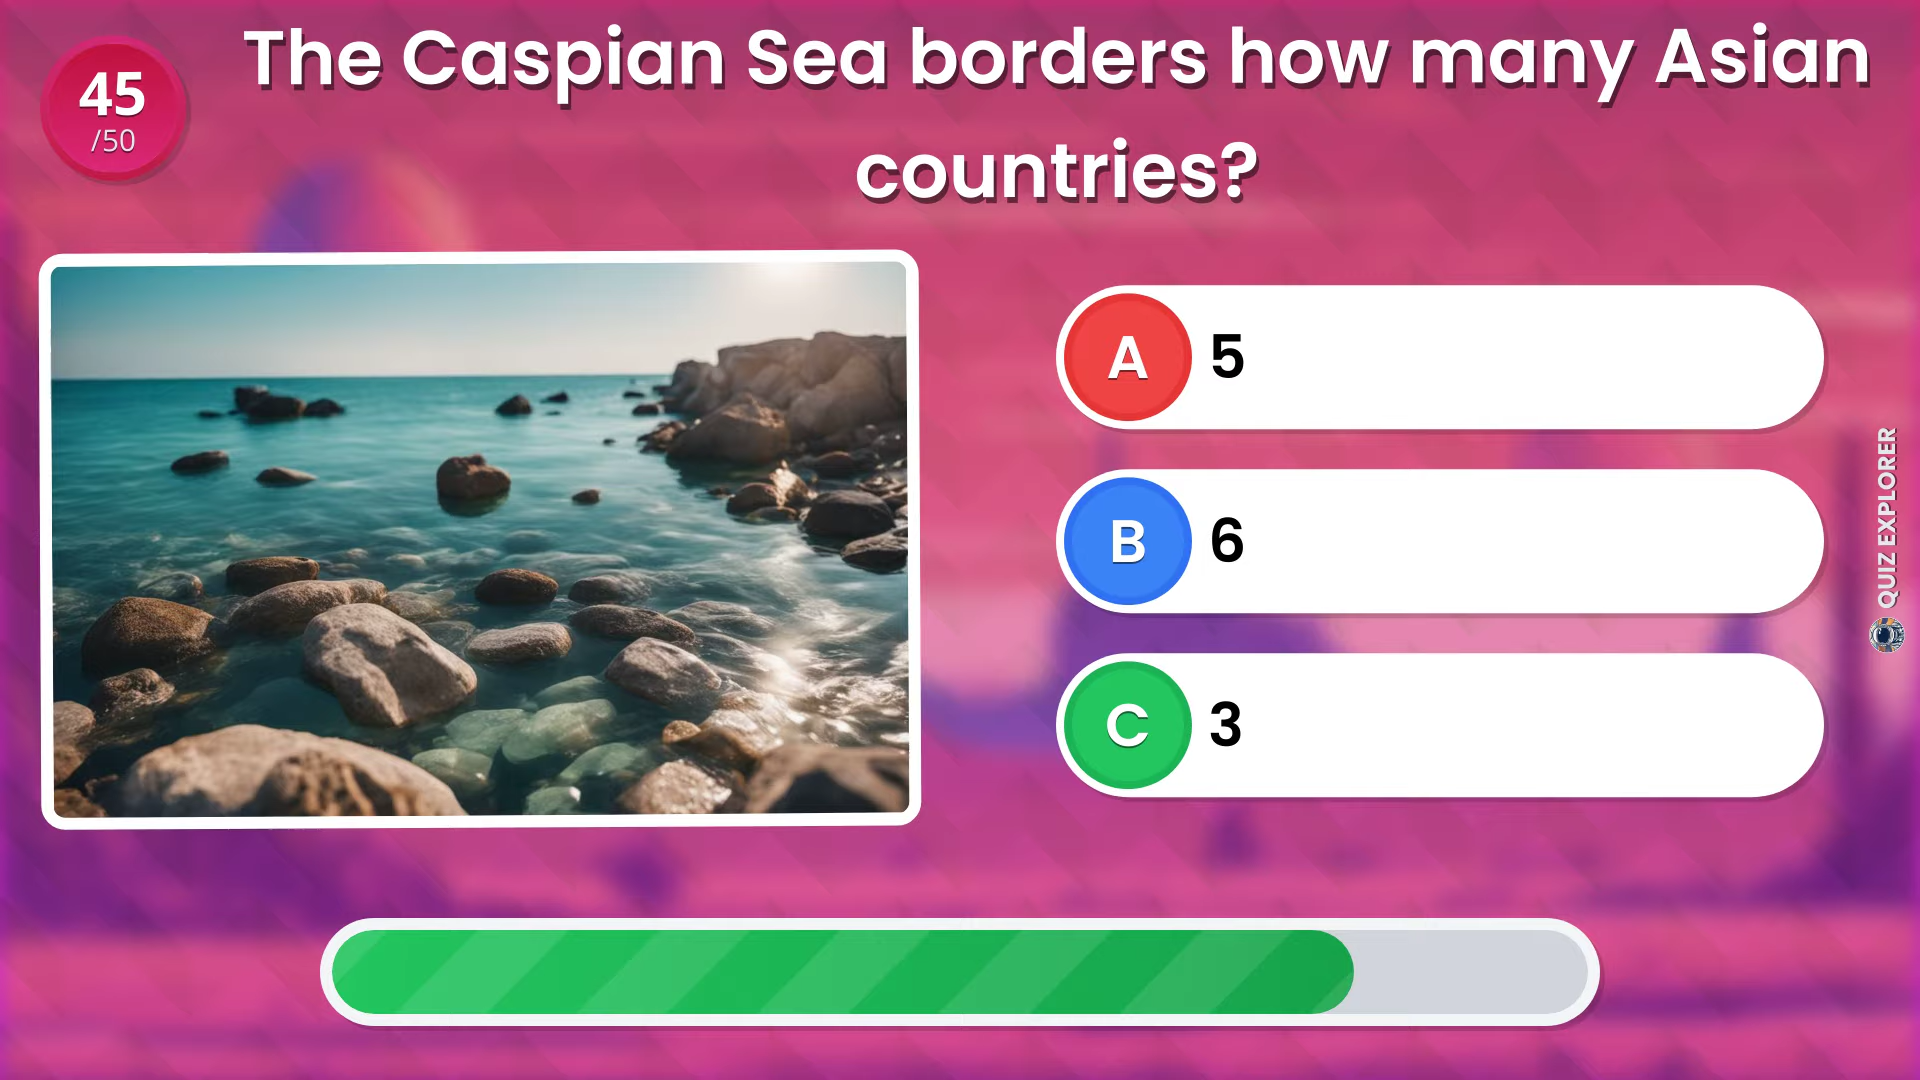 45
/50
The Caspian Sea borders how many Asian
countries?
A 5
B 6
C 3
QUIZ EXPLORER